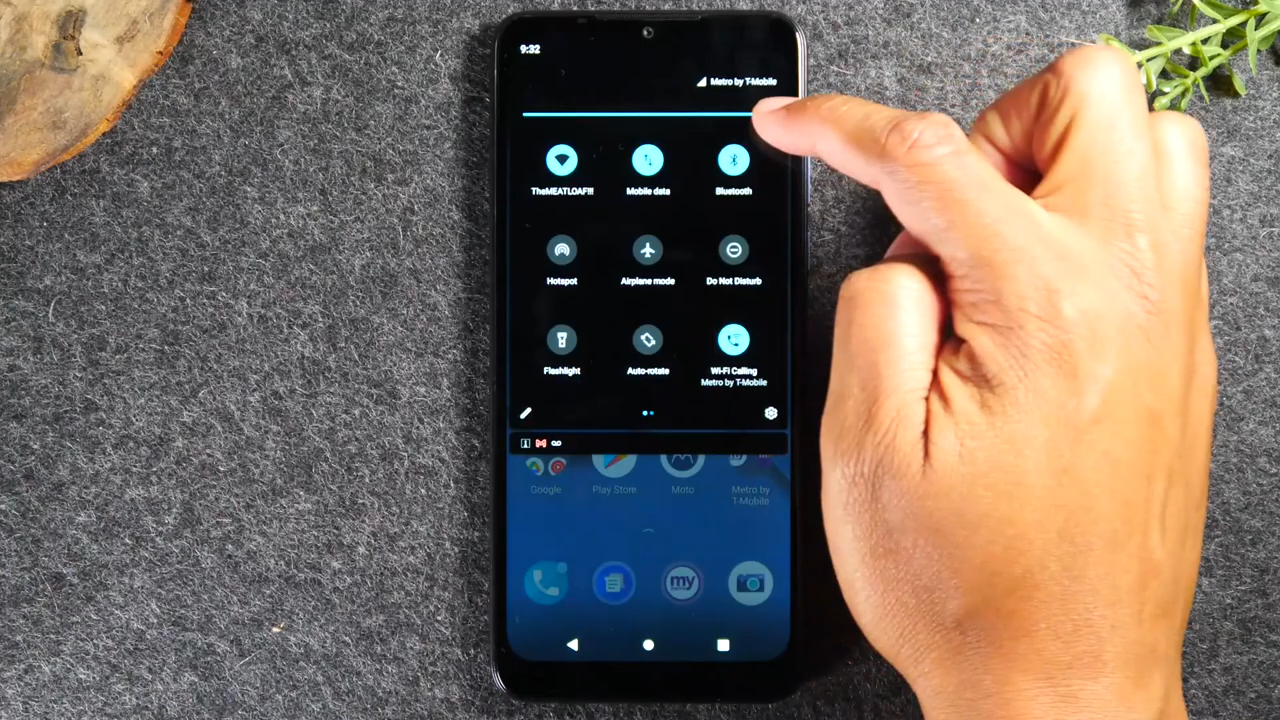 9:32
Metro by T-Mobile
TheMEATLOAF!!!
Mobile data
Bluetooth
Hotspot
Airplane mode
Do Not Disturb
Flashlight
Auto-rotate
Wi-Fi Calling
Metro by T-Mobile
Google
Play Store
Moto
Metro by
T-Mobile
my